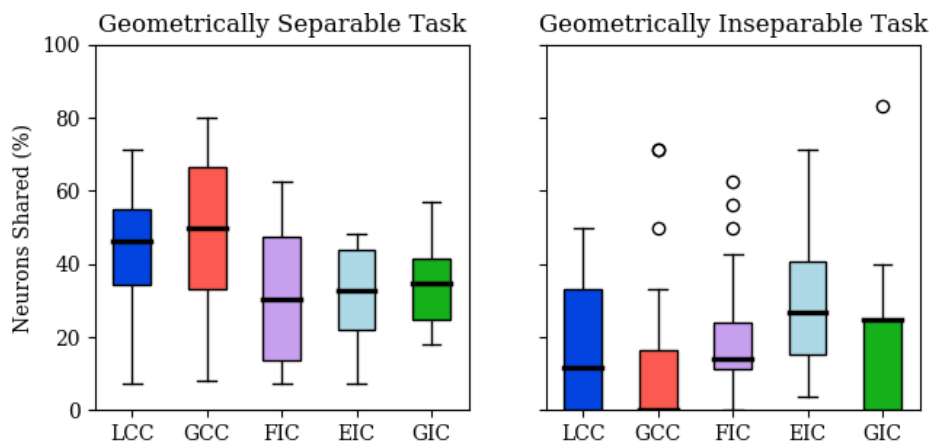 Geometrically Separable Task
Geometrically Inseparable Task
Neurons Shared (%)
100
80
60
40
20
0
LCC GCC FIC EIC GIC
LCC GCC FIC EIC GIC